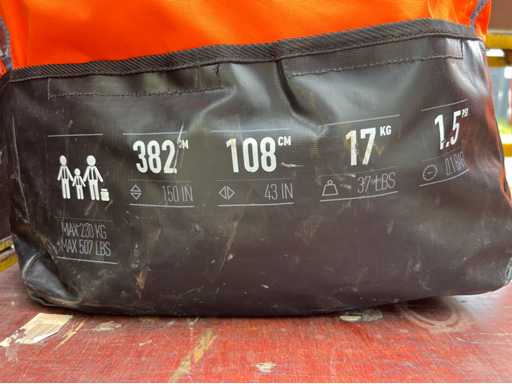 382 CM
150 IN
108 CM
43 IN
17 KG
37 LBS
1.5 PSI
0.1 BAR
MAX 230 KG
MAX 507 LBS